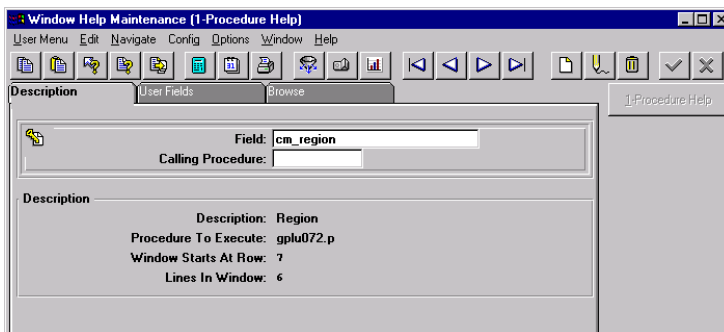 Window Help Maintenance (1-Procedure Help)
User Menu Edit Navigate Config Options Window Help
Description User Fields Browse
1-Procedure Help
Field: cm_region
Calling Procedure:
Description
Description: Region
Procedure To Execute: gplu072.p
Window Starts At Row: 7
Lines In Window: 6